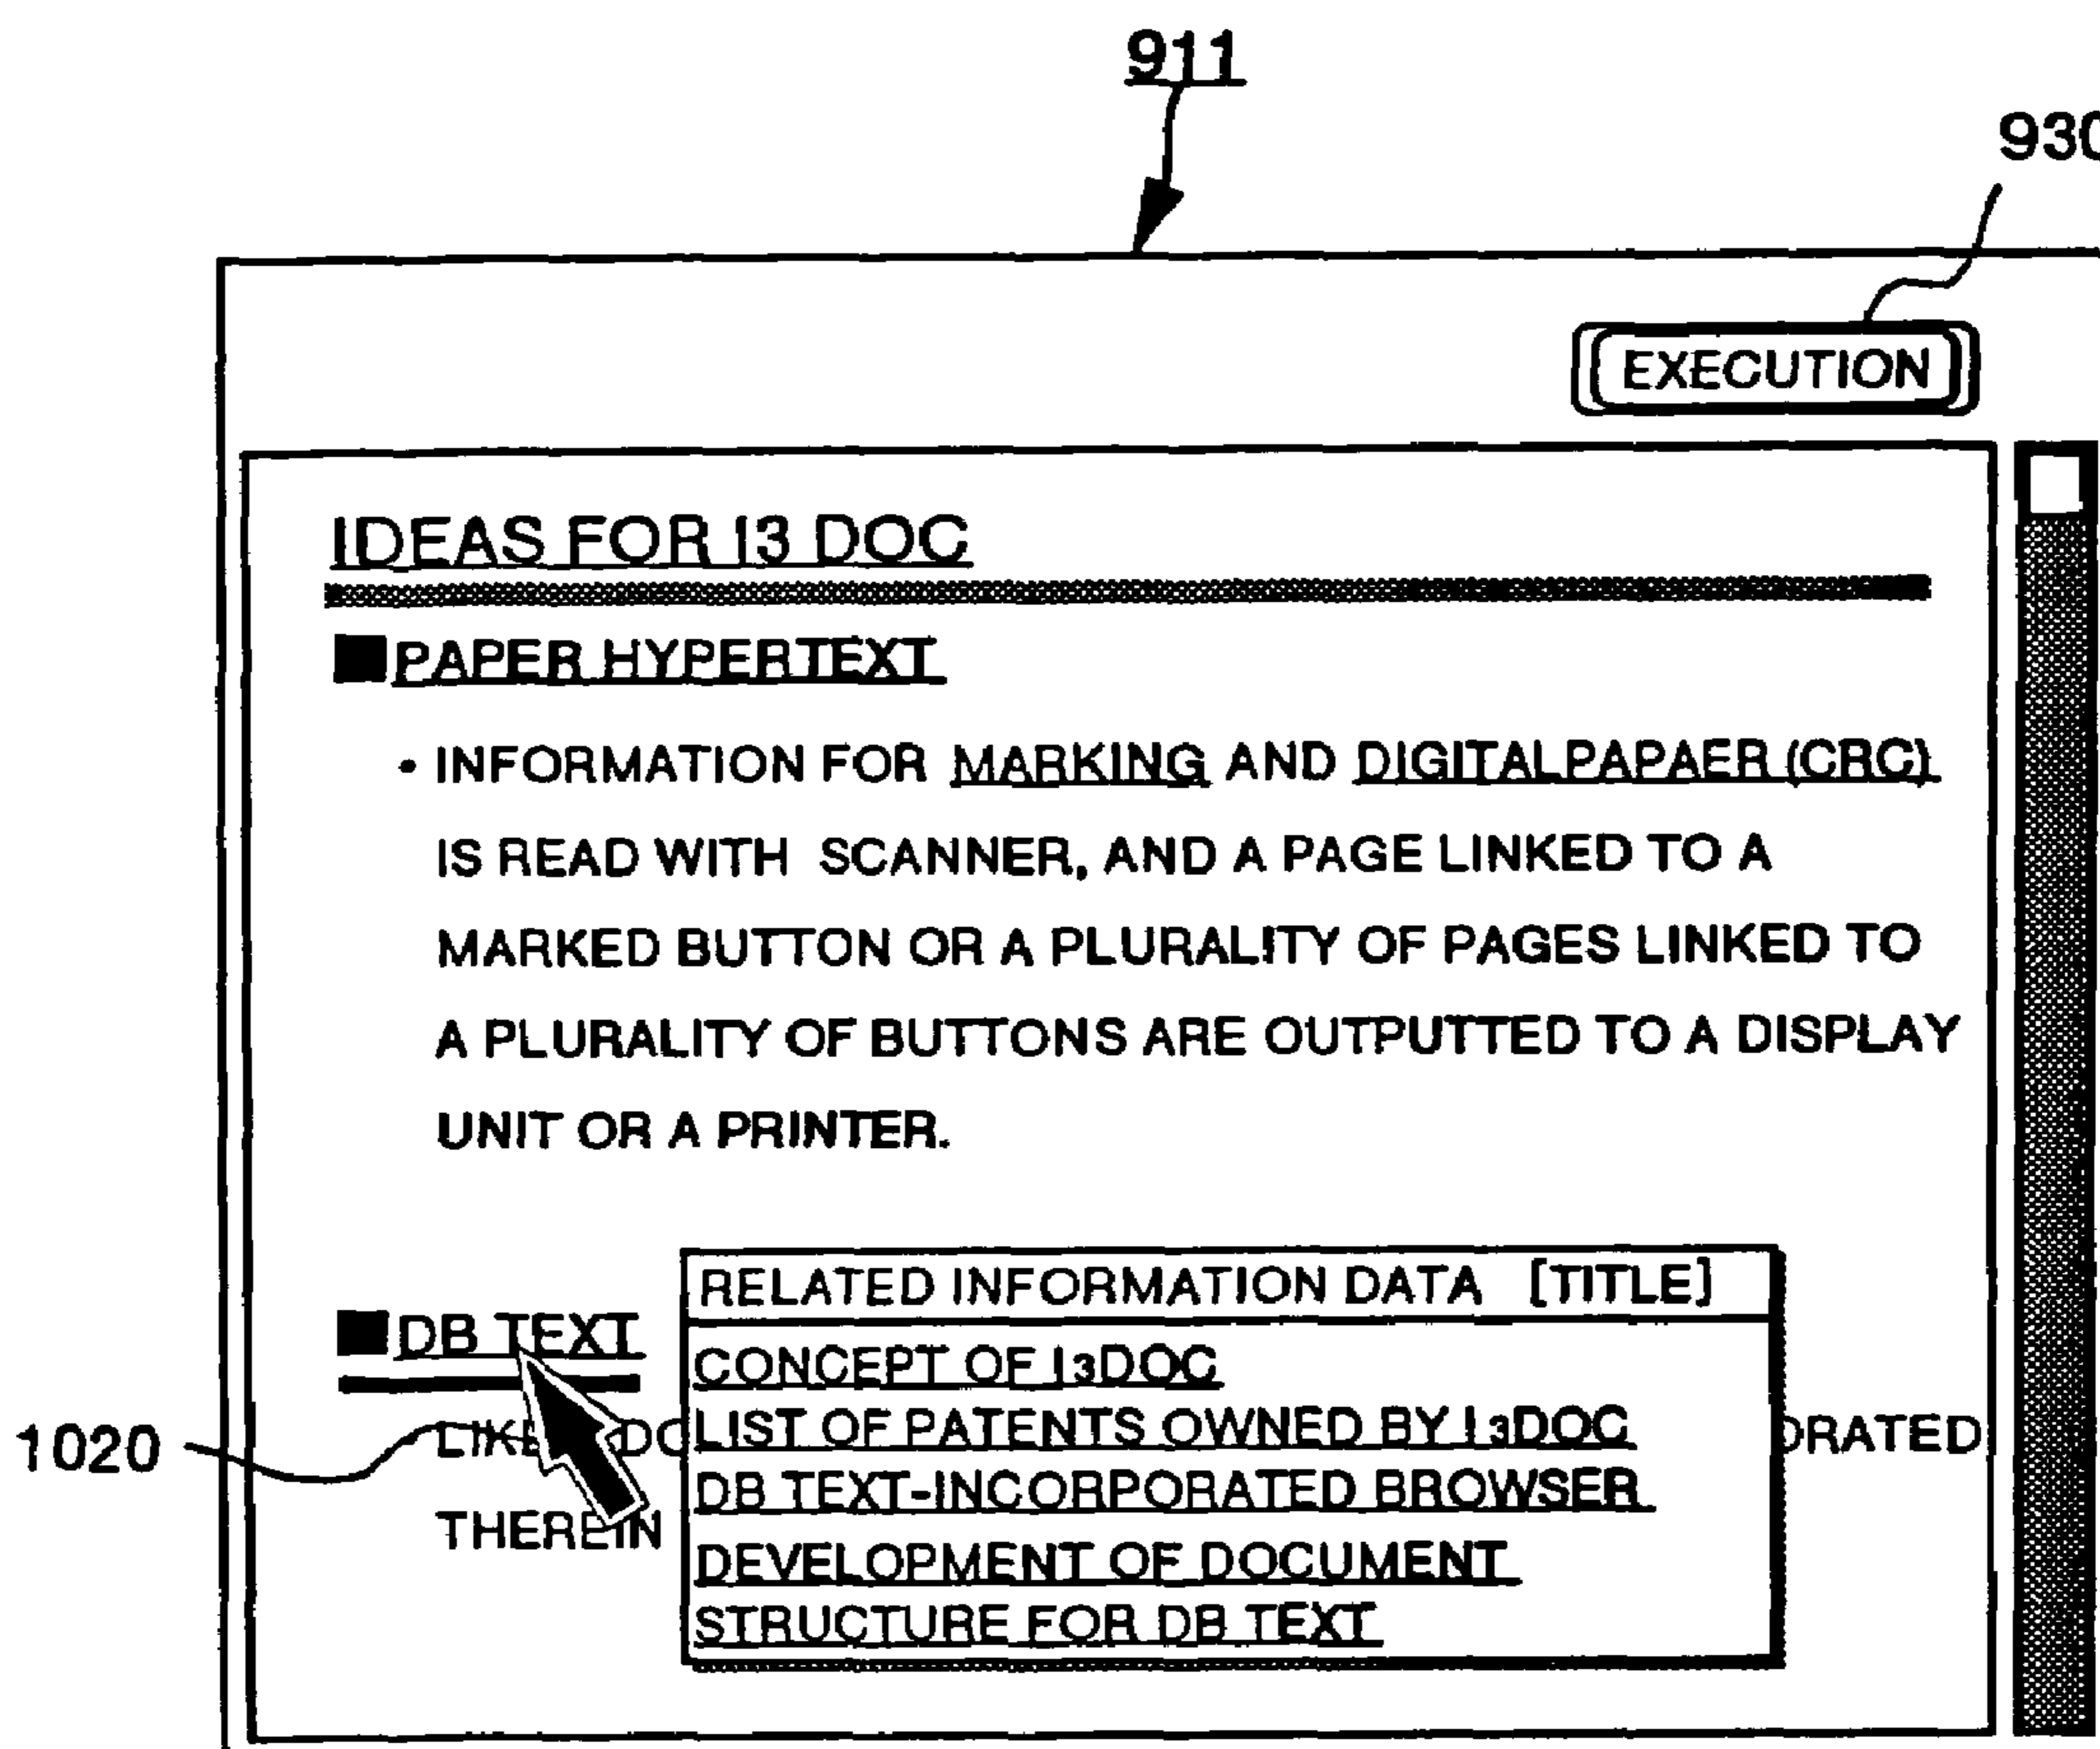 911
930
EXECUTION
IDEAS FOR I3 DOC
PAPER HYPERTEXT
• INFORMATION FOR MARKING AND DIGITALPAPAER (CRC)
IS READ WITH SCANNER, AND A PAGE LINKED TO A
MARKED BUTTON OR A PLURALITY OF PAGES LINKED TO
A PLURALITY OF BUTTONS ARE OUTPUTTED TO A DISPLAY
UNIT OR A PRINTER.
RELATED INFORMATION DATA [TITLE]
DB TEXT
CONCEPT OF I3DOC
LIST OF PATENTS OWNED BY I3DOC
1020
DB TEXT-INCORPORATED BROWSER
THEREIN
DEVELOPMENT OF DOCUMENT
STRUCTURE FOR DB TEXT